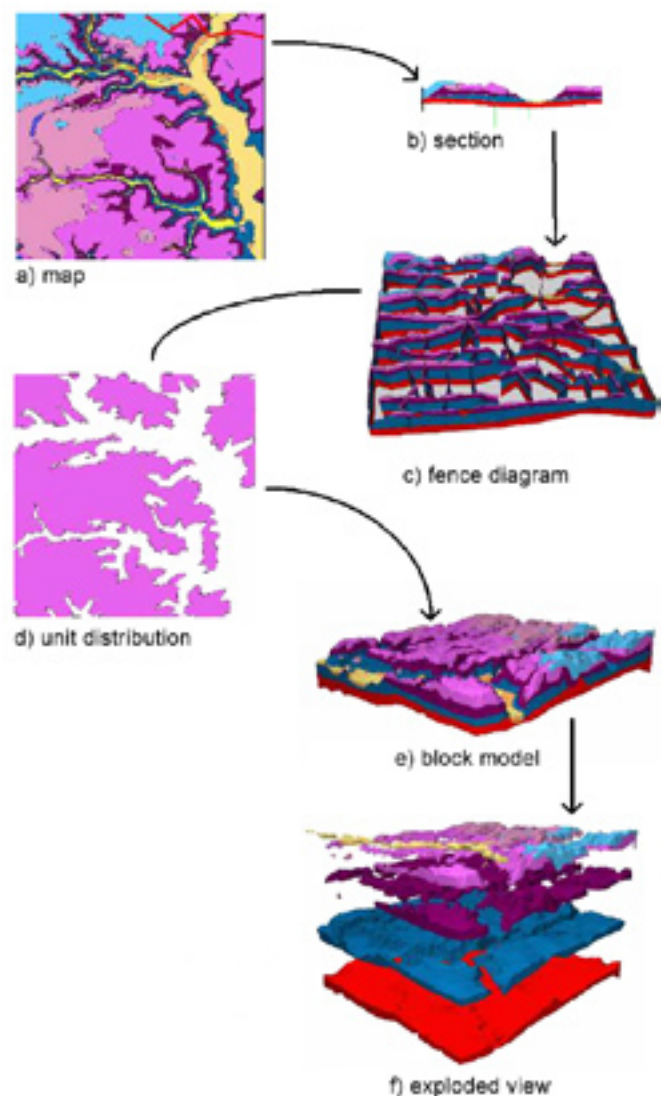 a) map
b) section
c) fence diagram
d) unit distribution
e) block model
f) exploded view